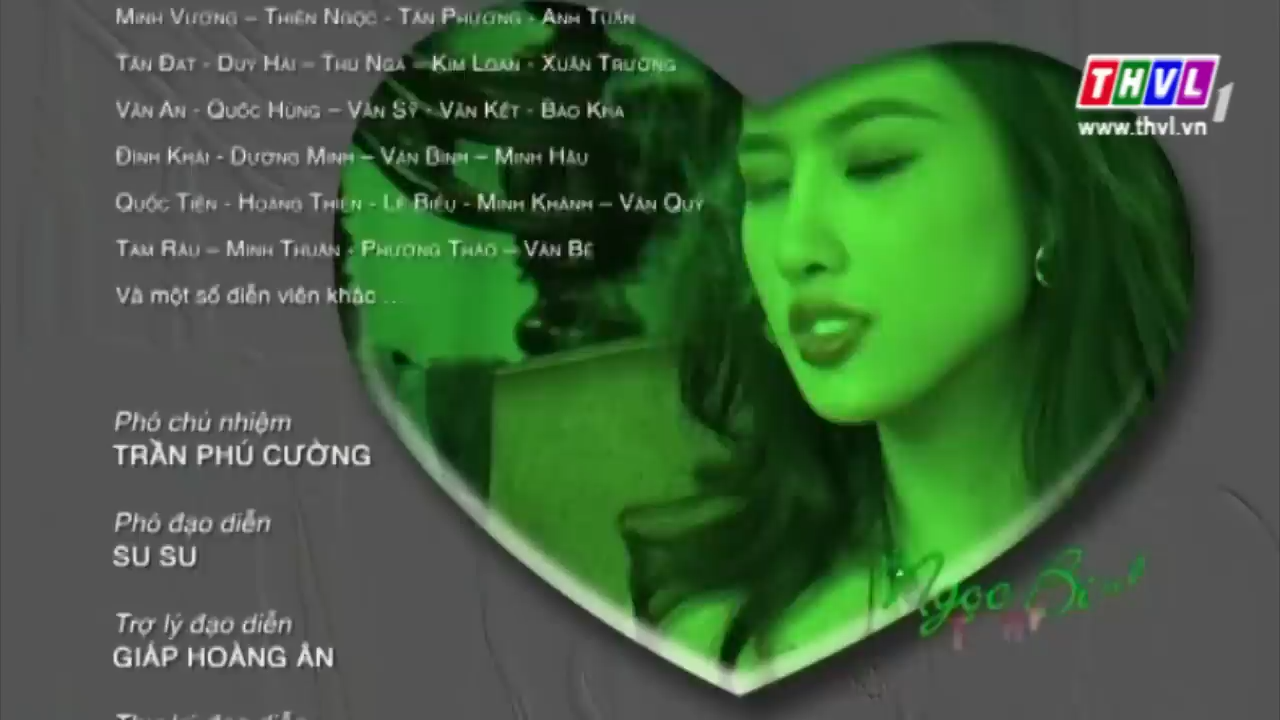 MINH VƯƠNG – THIÊN NGỌC - TẤN PHƯƠNG - ANH TUẤN
TẤN ĐẠT - DUY HẢI – THU NGA – KIM LOAN - XUÂN TRƯỜNG
VĂN AN - QUỐC HÙNG – VĂN SỸ - VĂN KẾT - BẢO KHA
ĐÌNH KHẢI - DƯƠNG MINH – VĂN BÌNH – MINH HẬU
QUỐC TIẾN - HOÀNG THIỆN - LÊ BIỂU - MINH KHÁNH – VĂN QUÝ
TÁM RÂU – MINH THUẬN - PHƯƠNG THẢO – VĂN BÉ
Và một số diễn viên khác ...
THVL1
www.thvl.vn
Phó chủ nhiệm
TRẦN PHÚ CƯỜNG
Phó đạo diễn
SU SU
Trợ lý đạo diễn
GIÁP HOÀNG ÂN
Ngọc